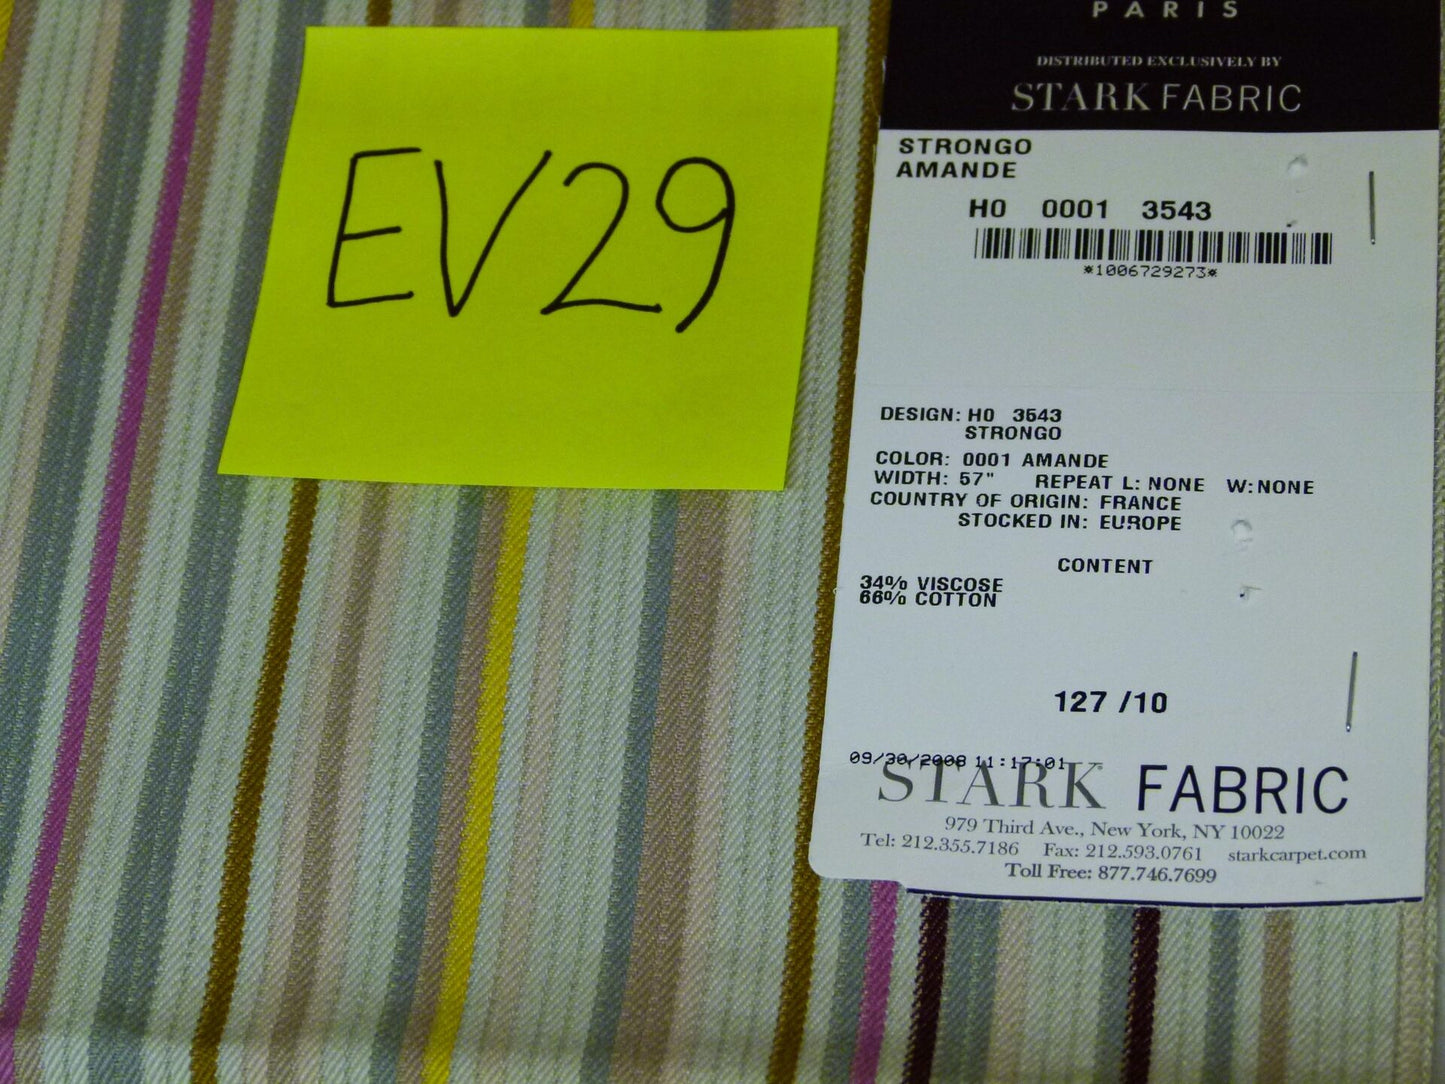 EV29
PARIS
DISTRIBUTED EXCLUSIVELY BY
STARK FABRIC
STRONGO
AMANDE
H0 0001 3543
*1006729273*
DESIGN: H0 3543
STRONGO
COLOR: 0001 AMANDE
WIDTH: 57" REPEAT L: NONE W: NONE
COUNTRY OF ORIGIN: FRANCE
STOCKED IN: EUROPE
CONTENT
34% VISCOSE
66% COTTON
127 /10
09/30/2008 11:17:01
STARK FABRIC
979 Third Ave., New York, NY 10022
Tel: 212.355.7186 Fax: 212.593.0761 starkcarpet.com
Toll Free: 877.746.7699